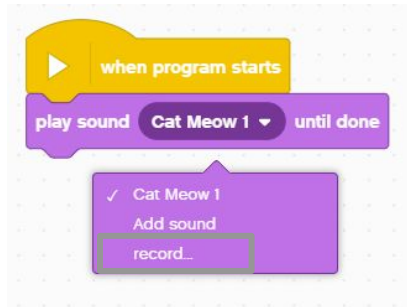 when program starts
play sound Cat Meow 1 until done
✓ Cat Meow 1
Add sound
record...